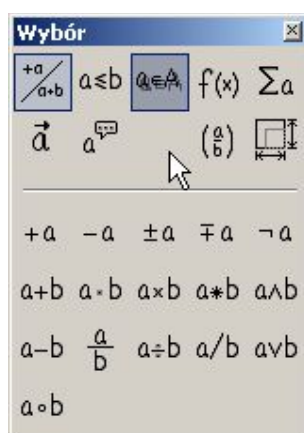 Wybór
+a/a+b a≤b a∈A f(x) Σa
a⃗ a (a/b)
+a −a ±a ∓a ¬a
a+b a·b a×b a∗b a∧b
a−b a/b a÷b a/b a∨b
a∘b